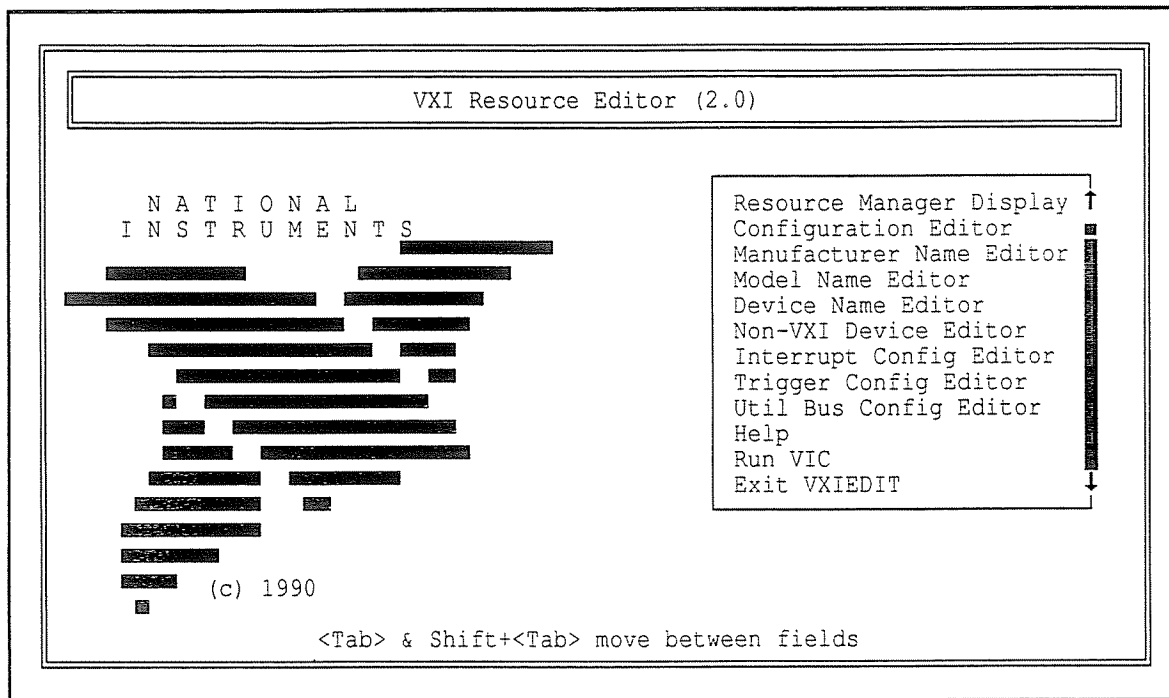 VXI Resource Editor (2.0)
N A T I O N A L
I N S T R U M E N T S
Resource Manager Display
Configuration Editor
Manufacturer Name Editor
Model Name Editor
Device Name Editor
Non-VXI Device Editor
Interrupt Config Editor
Trigger Config Editor
Util Bus Config Editor
Help
Run VIC
Exit VXIEDIT
(c) 1990
<Tab> & Shift+<Tab> move between fields